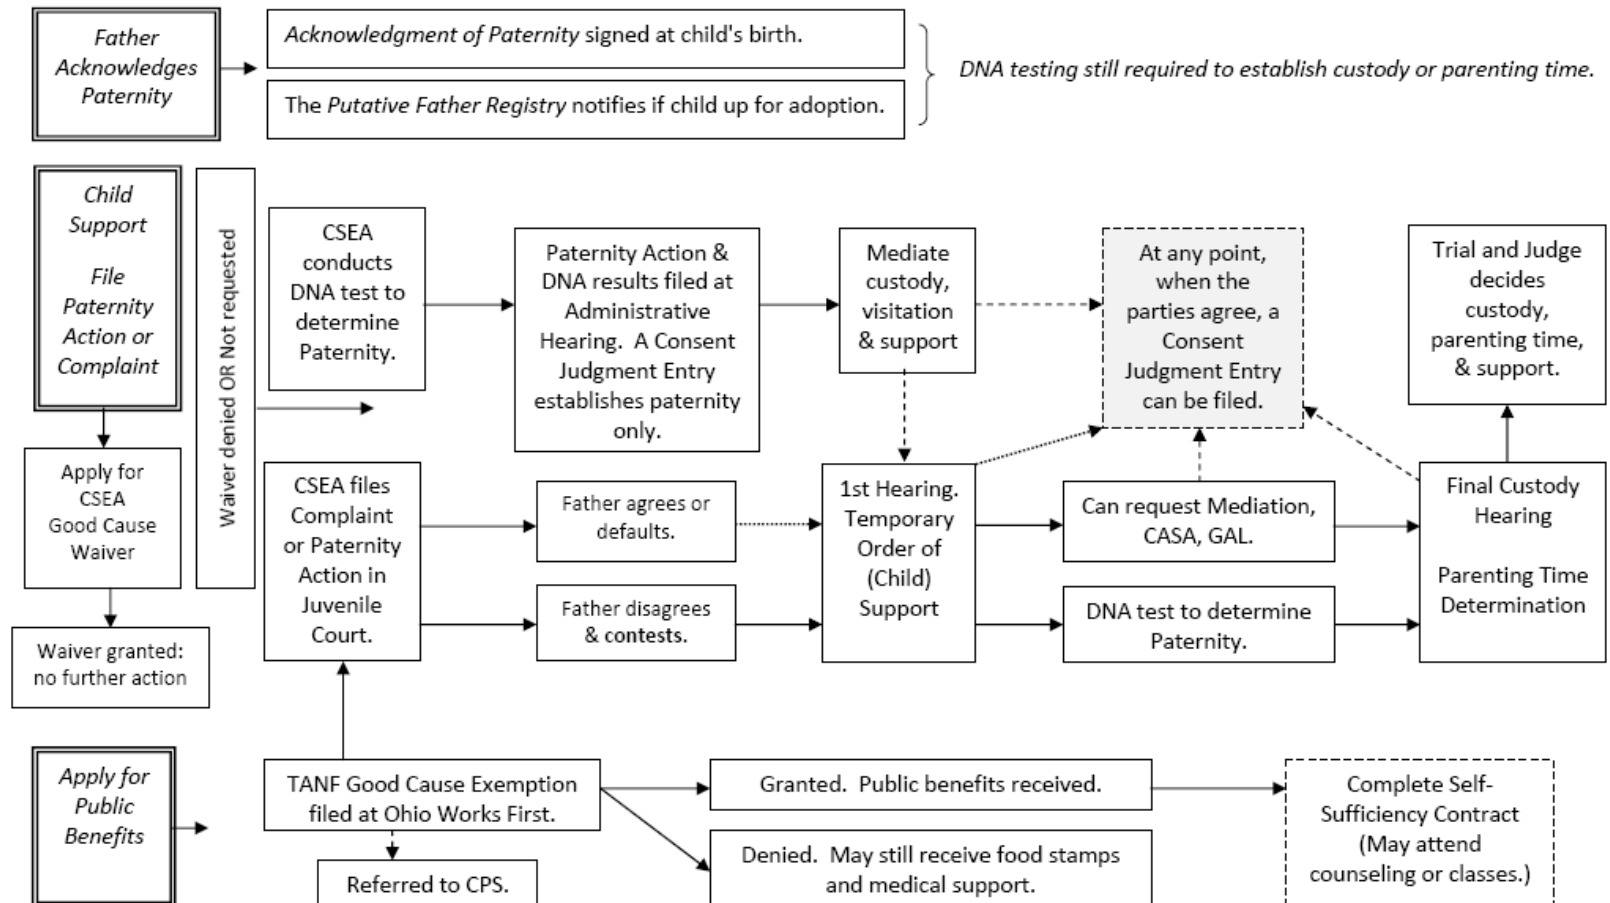 Father
Acknowledges
Paternity
Acknowledgment of Paternity signed at child's birth.
The Putative Father Registry notifies if child up for adoption.
DNA testing still required to establish custody or parenting time.
Child
Support
File
Paternity
Action or
Complaint
Waiver denied OR Not requested
Apply for
CSEA
Good Cause
Waiver
Waiver granted:
no further action
CSEA
conducts
DNA test to
determine
Paternity.
Paternity Action &
DNA results filed at
Administrative
Hearing. A Consent
Judgment Entry
establishes paternity
only.
Mediate
custody,
visitation
& support
At any point,
when the
parties agree, a
Consent
Judgment Entry
can be filed.
Trial and Judge
decides
custody,
parenting time,
& support.
CSEA files
Complaint
or Paternity
Action in
Juvenile
Court.
Father agrees or
defaults.
Father disagrees
& contests.
1st Hearing.
Temporary
Order of
(Child)
Support
Can request Mediation,
CASA, GAL.
DNA test to determine
Paternity.
Final Custody
Hearing
Parenting Time
Determination
Apply for
Public
Benefits
TANF Good Cause Exemption
filed at Ohio Works First.
Referred to CPS.
Granted. Public benefits received.
Denied. May still receive food stamps
and medical support.
Complete Self-
Sufficiency Contract
(May attend
counseling or classes.)